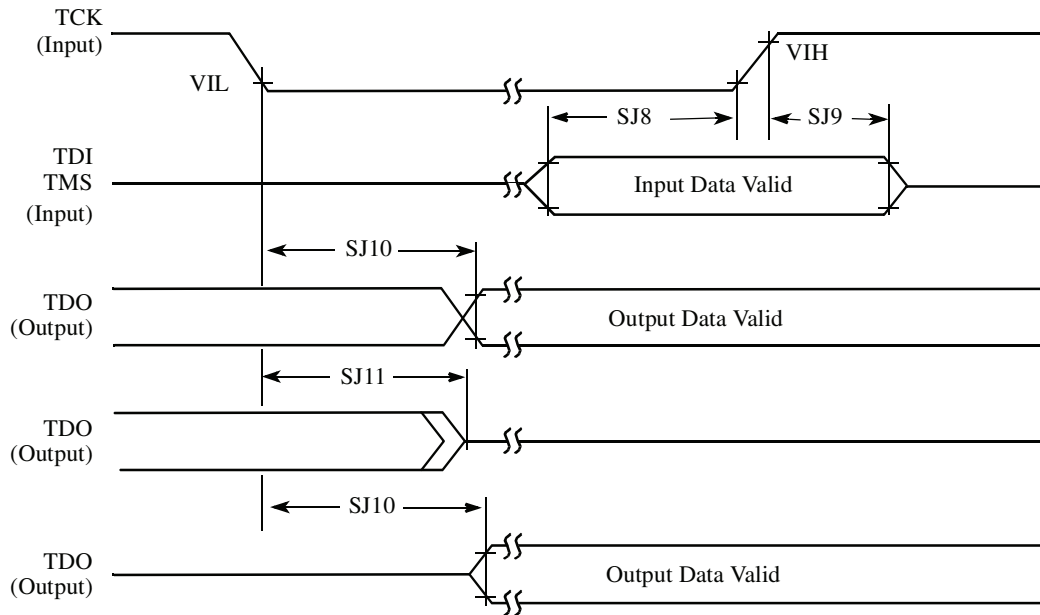 TCK
(Input)
VIL
VIH
SJ8
SJ9
TDI
TMS
(Input)
Input Data Valid
SJ10
TDO
(Output)
Output Data Valid
SJ11
TDO
(Output)
SJ10
TDO
(Output)
Output Data Valid